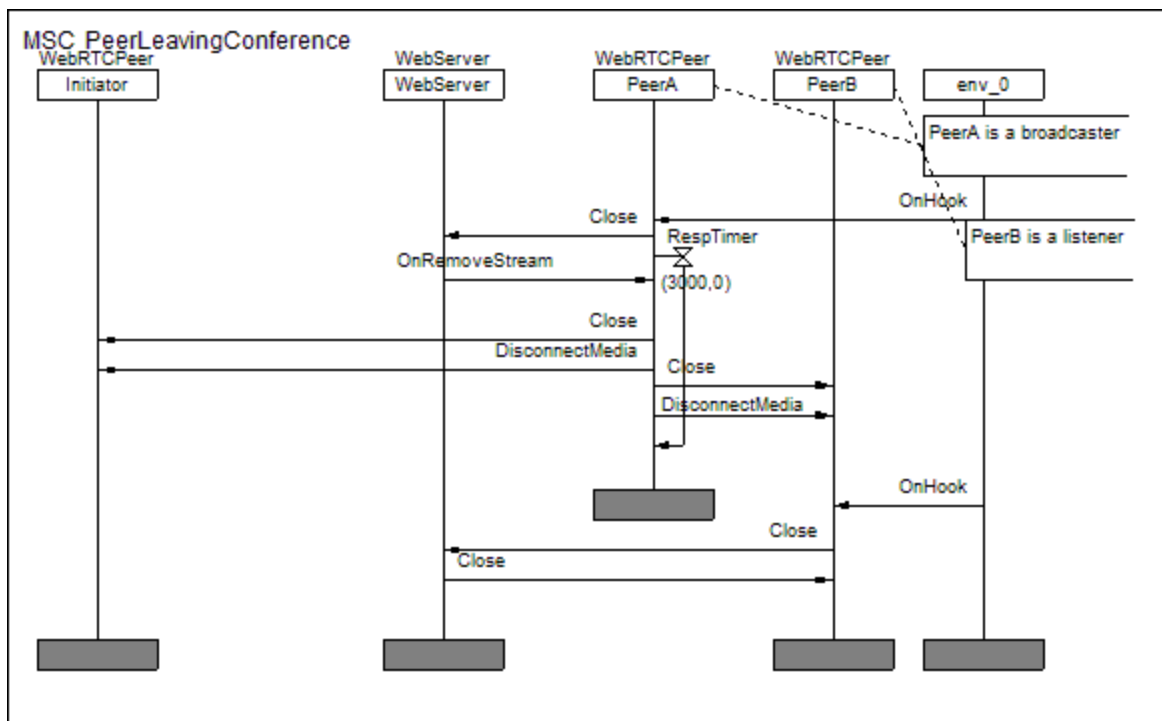 MSC PeerLeavingConference
WebRTCPeer
WebServer
WebRTCPeer
WebRTCPeer
Initiator
WebServer
PeerA
PeerB
env_0
PeerA is a broadcaster
OnHook
Close
RespTimer
PeerB is a listener
OnRemoveStream
(3000,0)
Close
DisconnectMedia
Close
DisconnectMedia
OnHook
Close
Close